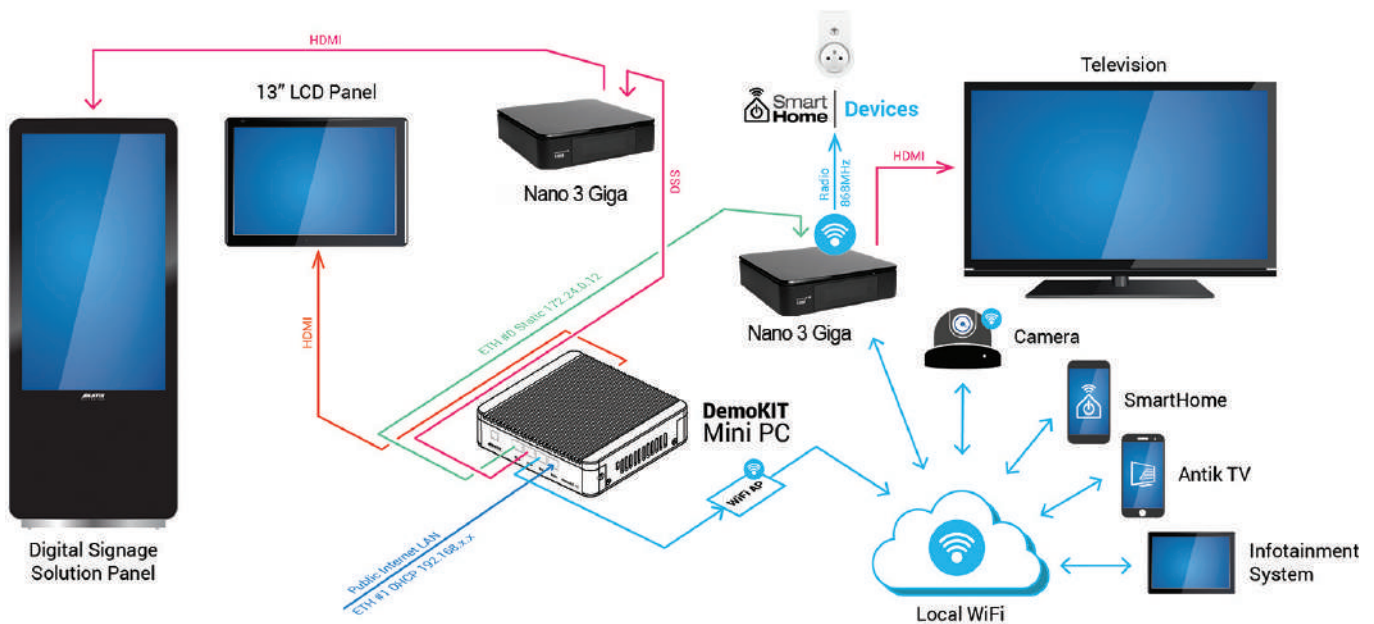 HDMI
13" LCD Panel
Nano 3 Giga
DSS
Smart
Home
Devices
Radio
868MHz
HDMI
Television
ETH #0 Static 172.24.0.12
HDMI
Nano 3 Giga
Camera
DemoKIT
Mini PC
SmartHome
WiFi AP
Antik TV
Digital Signage
Solution Panel
Public Internet LAN
ETH #1 DHCP 192.168.x.x
Infotainment
System
Local WiFi